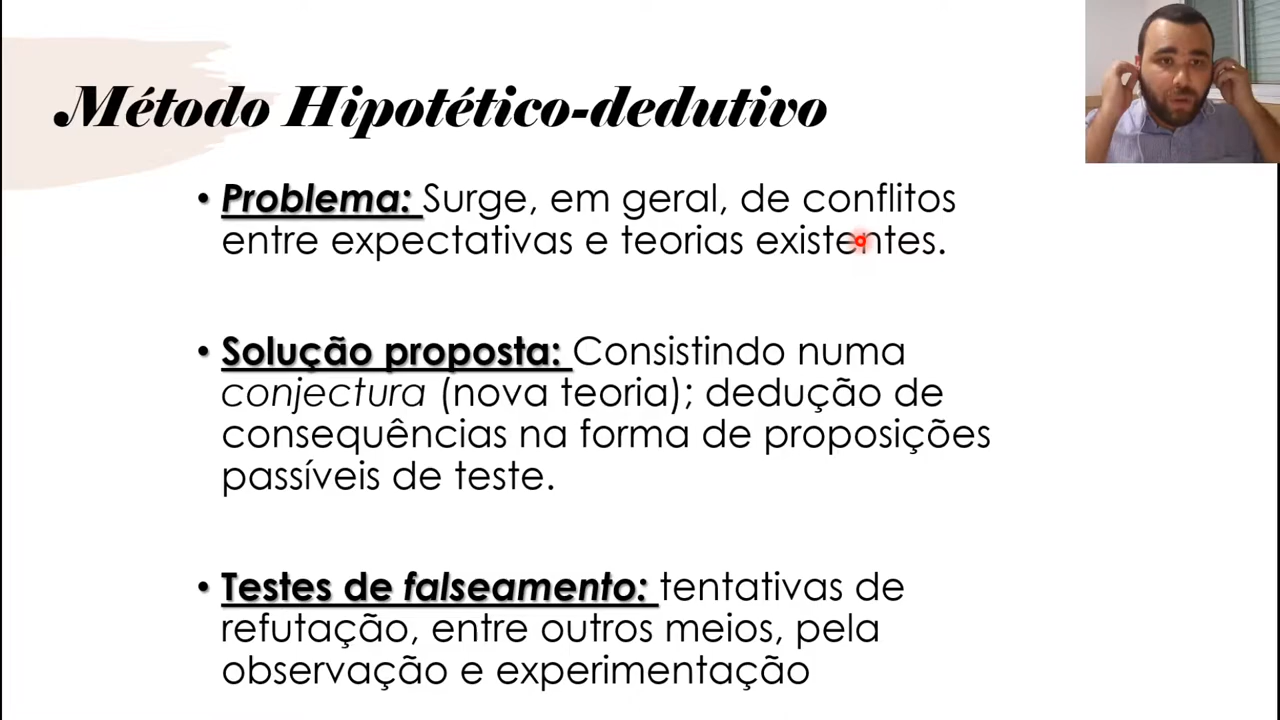 Método Hipotético-dedutivo
• Problema: Surge, em geral, de conflitos
entre expectativas e teorias existentes.
• Solução proposta: Consistindo numa
conjectura (nova teoria); dedução de
consequências na forma de proposições
passíveis de teste.
• Testes de falseamento: tentativas de
refutação, entre outros meios, pela
observação e experimentação